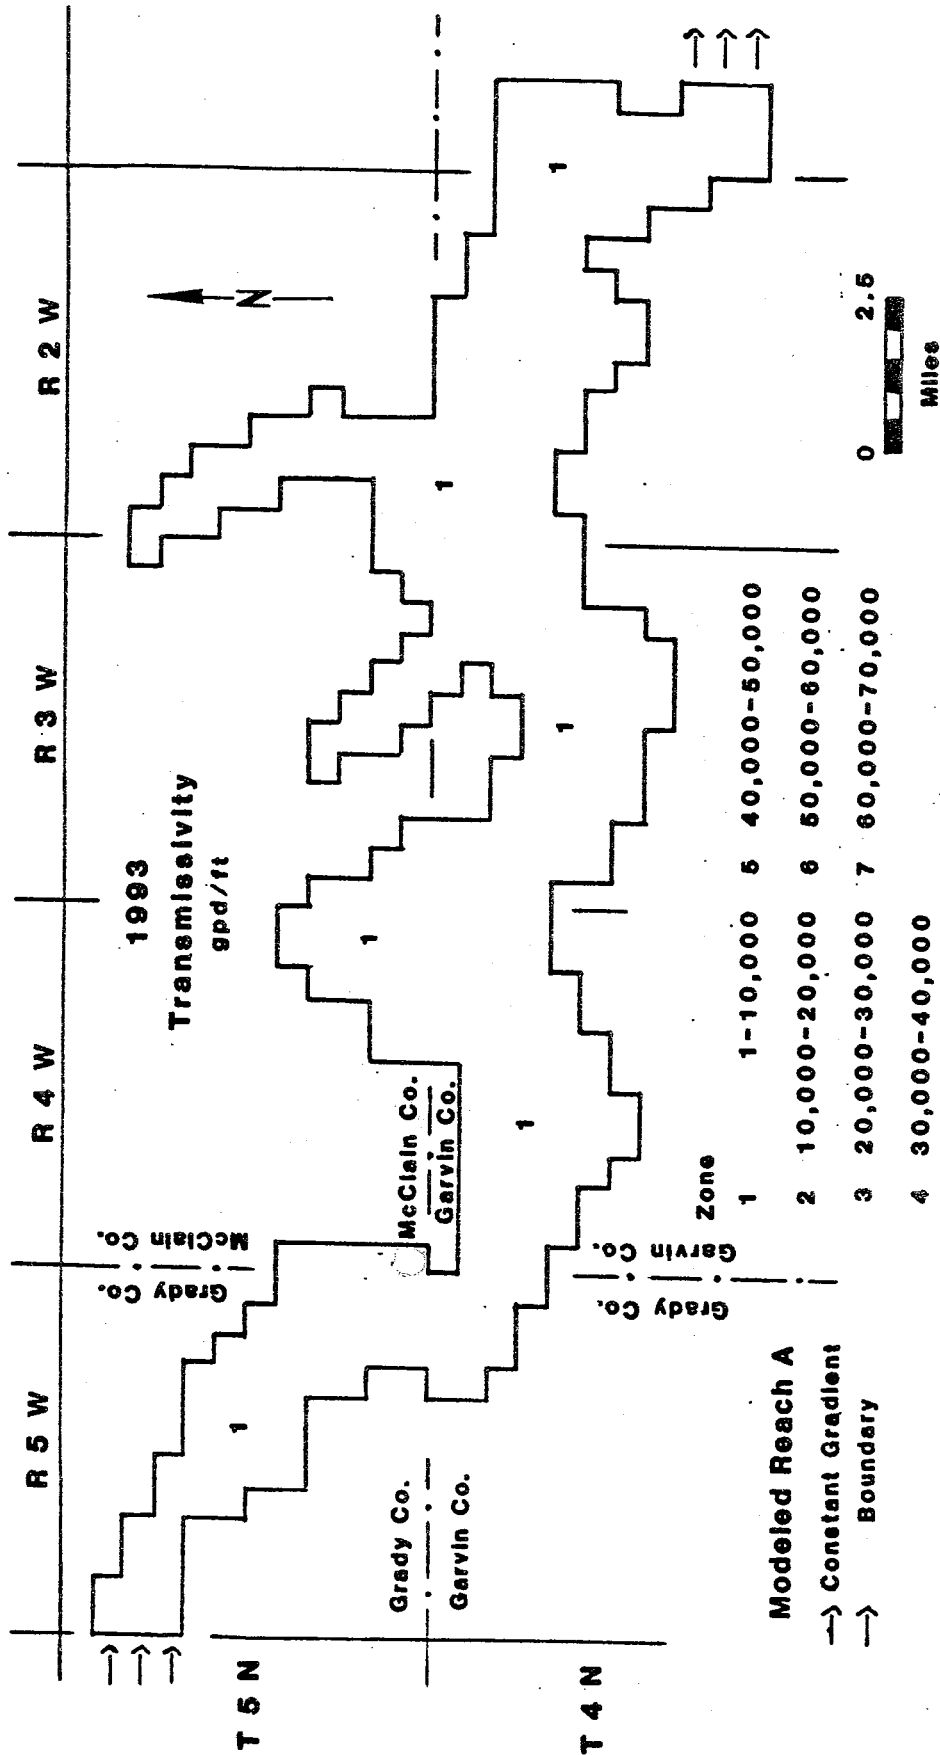 R 5 W
R 4 W
R 3 W
R 2 W
1993
Transmissivity
gpd/ft
N
T 5 N
T 4 N
Grady Co.
McClain Co.
McClain Co.
Garvin Co.
Grady Co.
Garvin Co.
Grady Co.
Garvin Co.
1
1
1
1
1
1
Modeled Reach A
Constant Gradient
Boundary
Zone
1 1-10,000 5 40,000-50,000
2 10,000-20,000 6 50,000-60,000
3 20,000-30,000 7 60,000-70,000
4 30,000-40,000
0 2.5
Miles